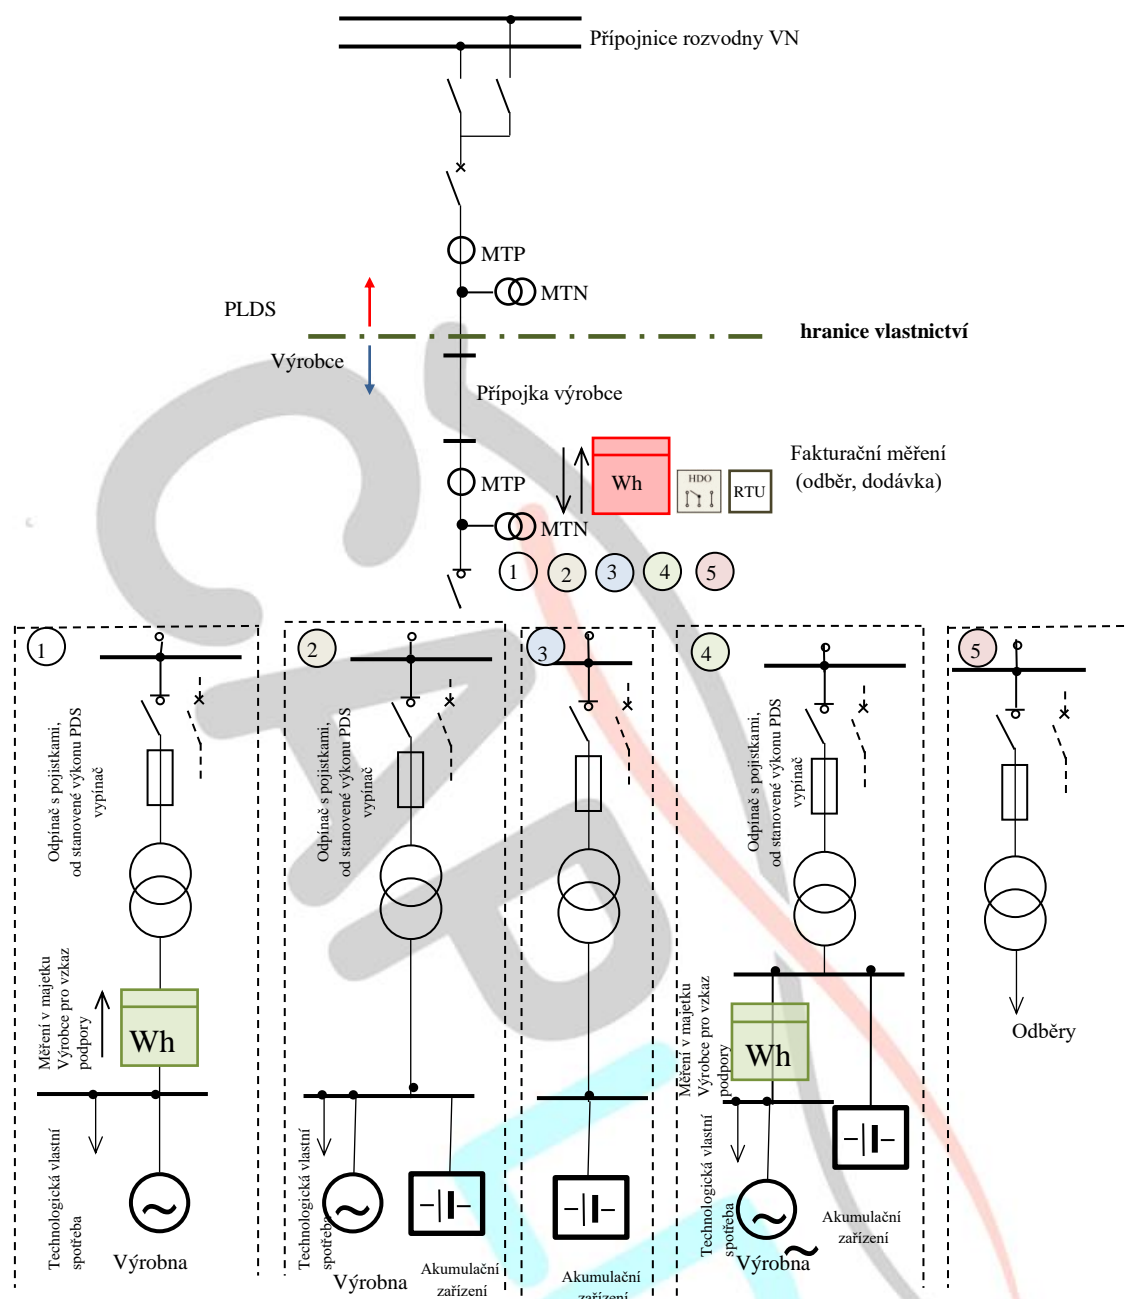 Přípojnice rozvodny VN
MTP
MTN
PLDS
hranice vlastnictví
Výrobce
Přípojka výrobce
Fakturační měření
(odběr, dodávka)
Wh
HDO
RTU
MTP
MTN
1
2
3
4
5
1
2
3
4
5
Odpínač s pojistkami,
od stanovené výkonu PDS
vypínač
Odpínač s pojistkami,
od stanovené výkonu PDS
vypínač
Odpínač s pojistkami,
od stanovené výkonu PDS
vypínač
Měření v majetku
Výrobce pro vzkaz
podpory
Wh
Měření v majetku
Výrobce pro vzkaz
podpory
Wh
Odběry
Technologická vlastní
spotřeba
Výrobna
Technologická vlastní
spotřeba
Výrobna
Akumulační
zařízení
Akumulační
zařízení
Technologická vlastní
spotřeba
Výrobna
Akumulační
zařízení